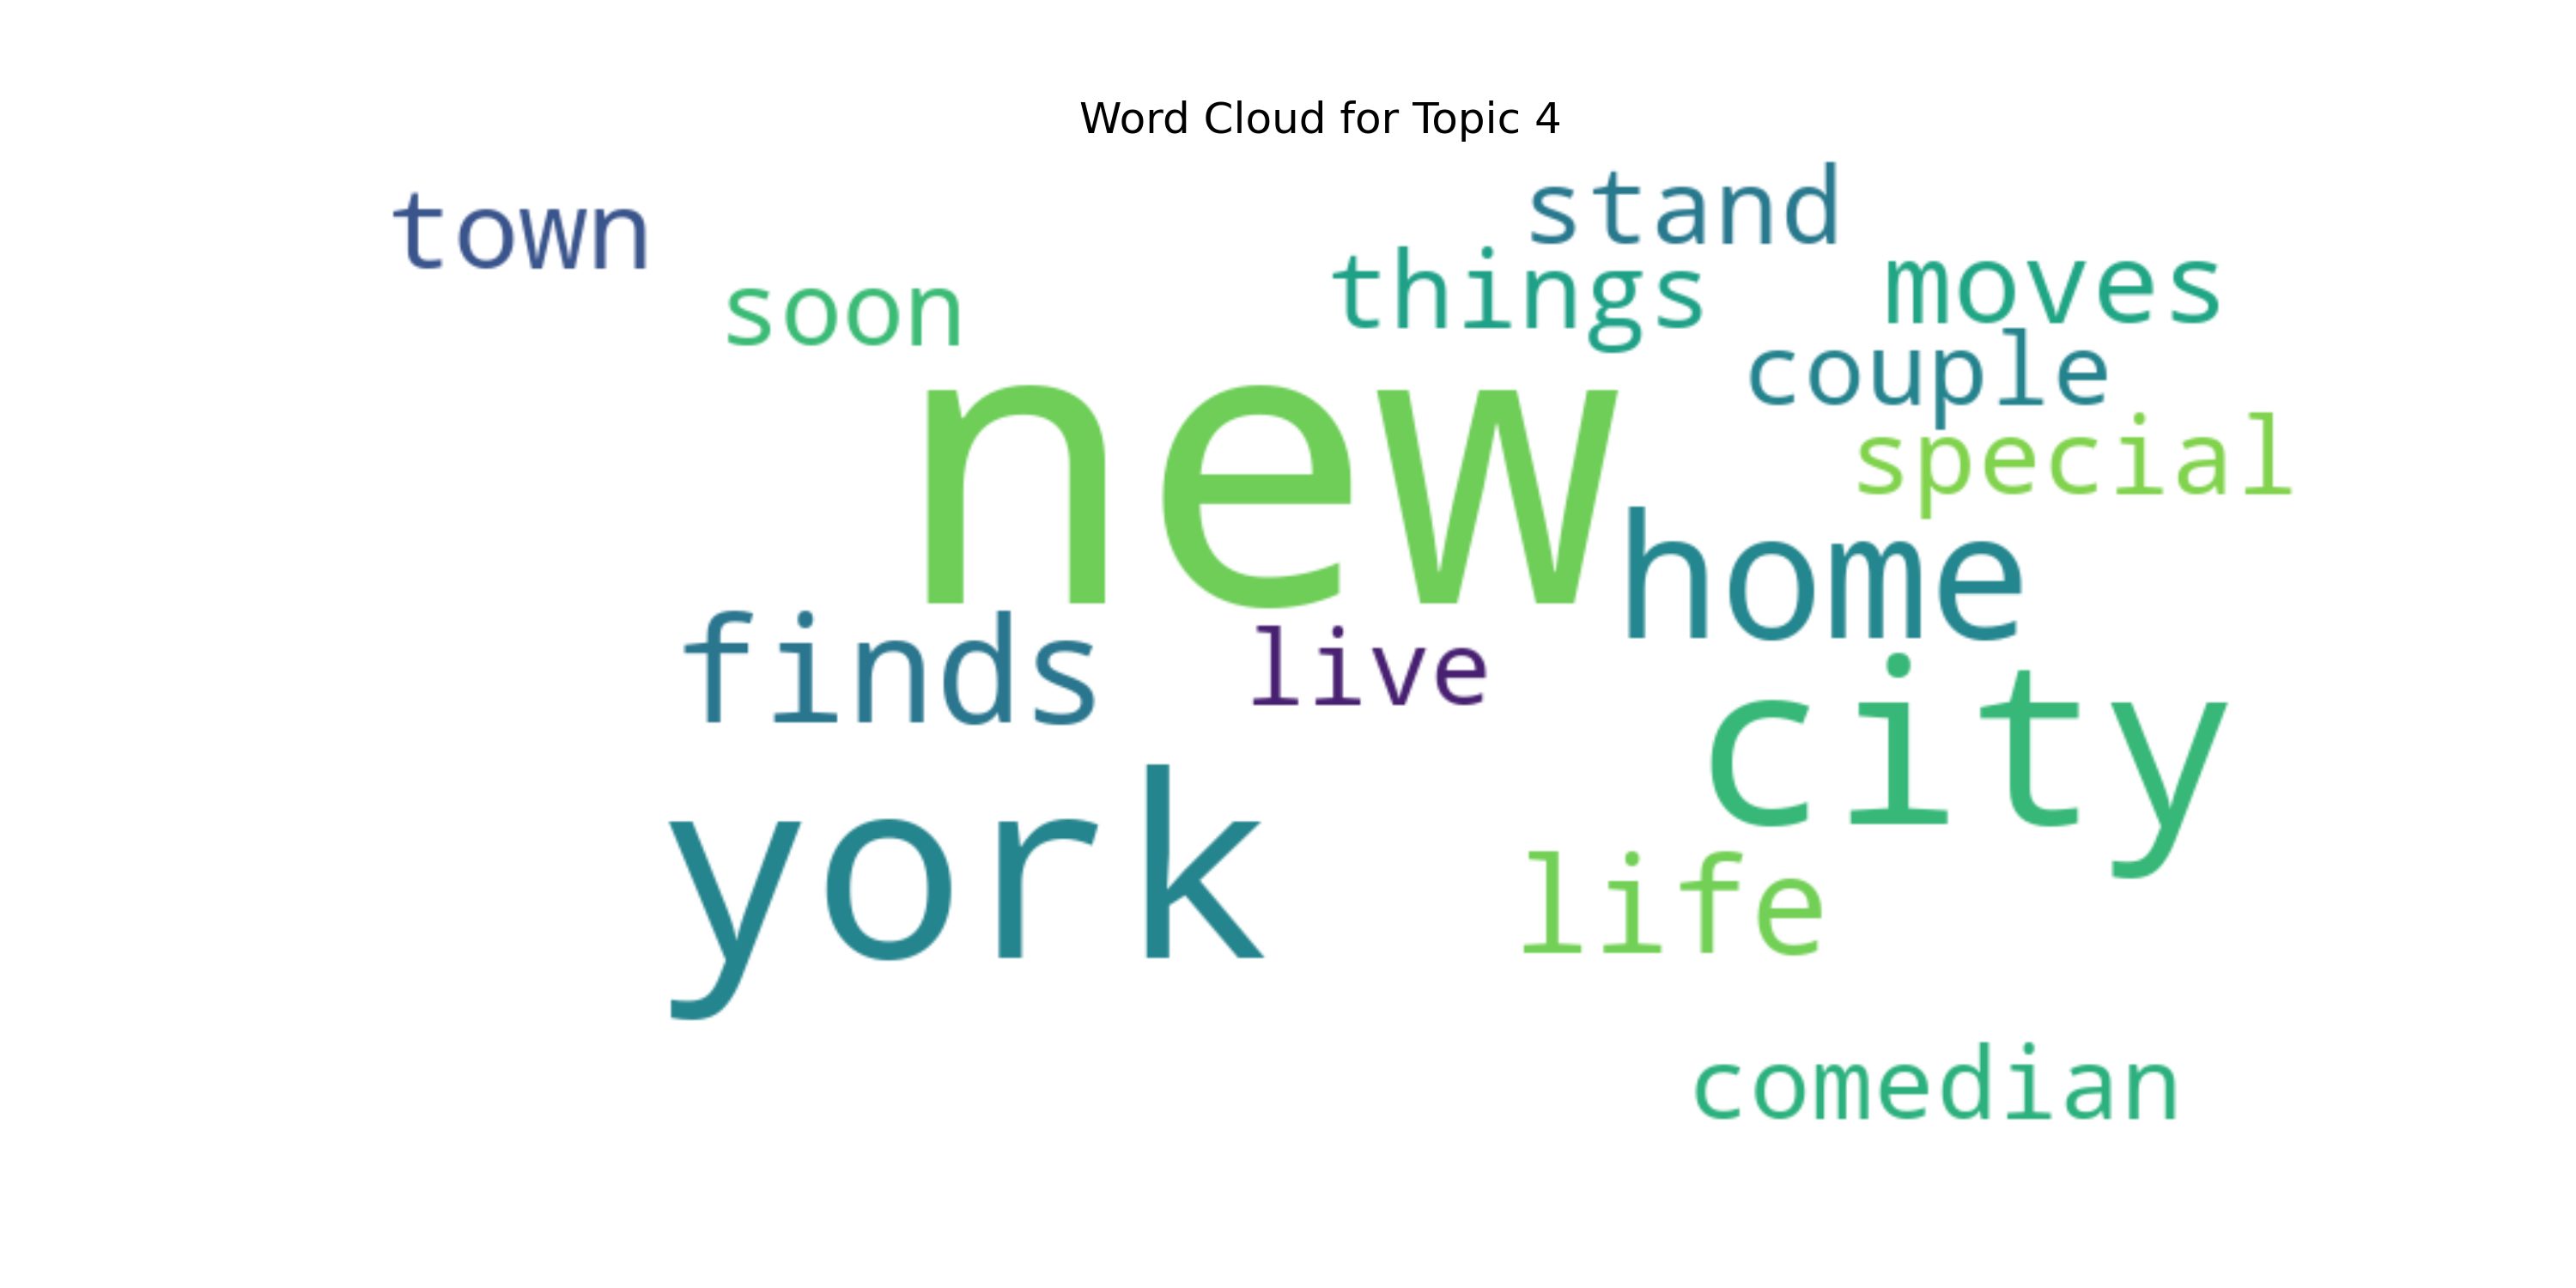 Word Cloud for Topic 4
stand
town
things
moves
soon
couple
special
new
home
finds
live
city
york
life
comedian